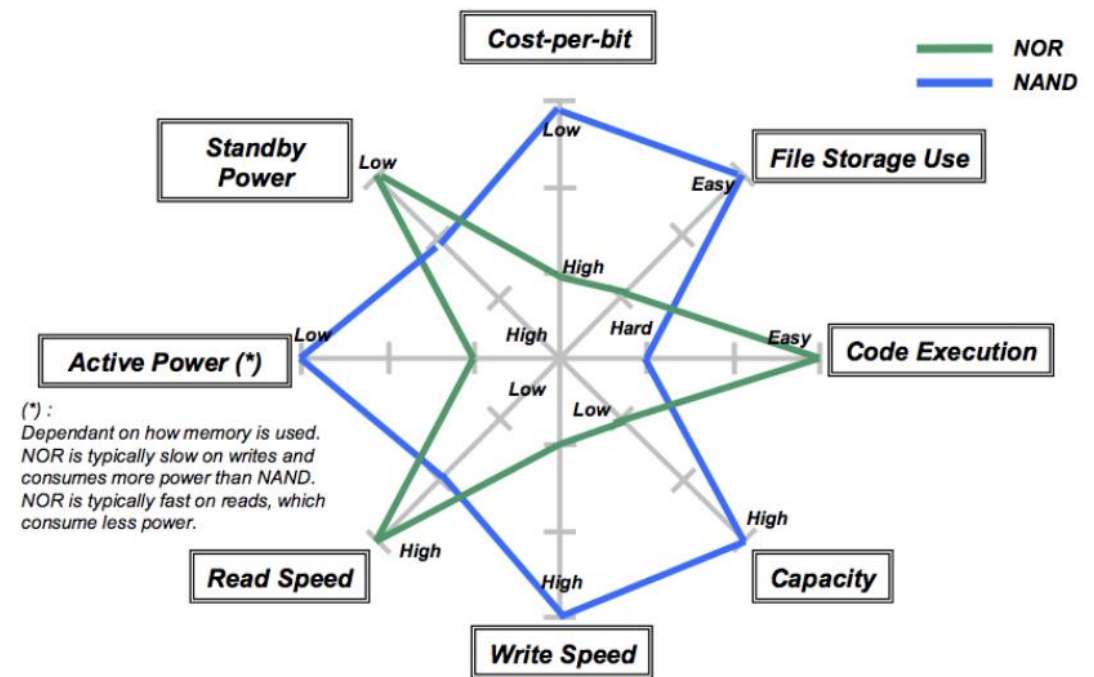 Cost-per-bit
NOR
NAND
Standby
Power
Low
Low
File Storage Use
Easy
High
Low
High
Hard
Easy
Active Power (*)
Code Execution
Low
Low
(*) :
Dependant on how memory is used.
NOR is typically slow on writes and
consumes more power than NAND.
NOR is typically fast on reads, which
consume less power.
High
High
Read Speed
High
Capacity
Write Speed